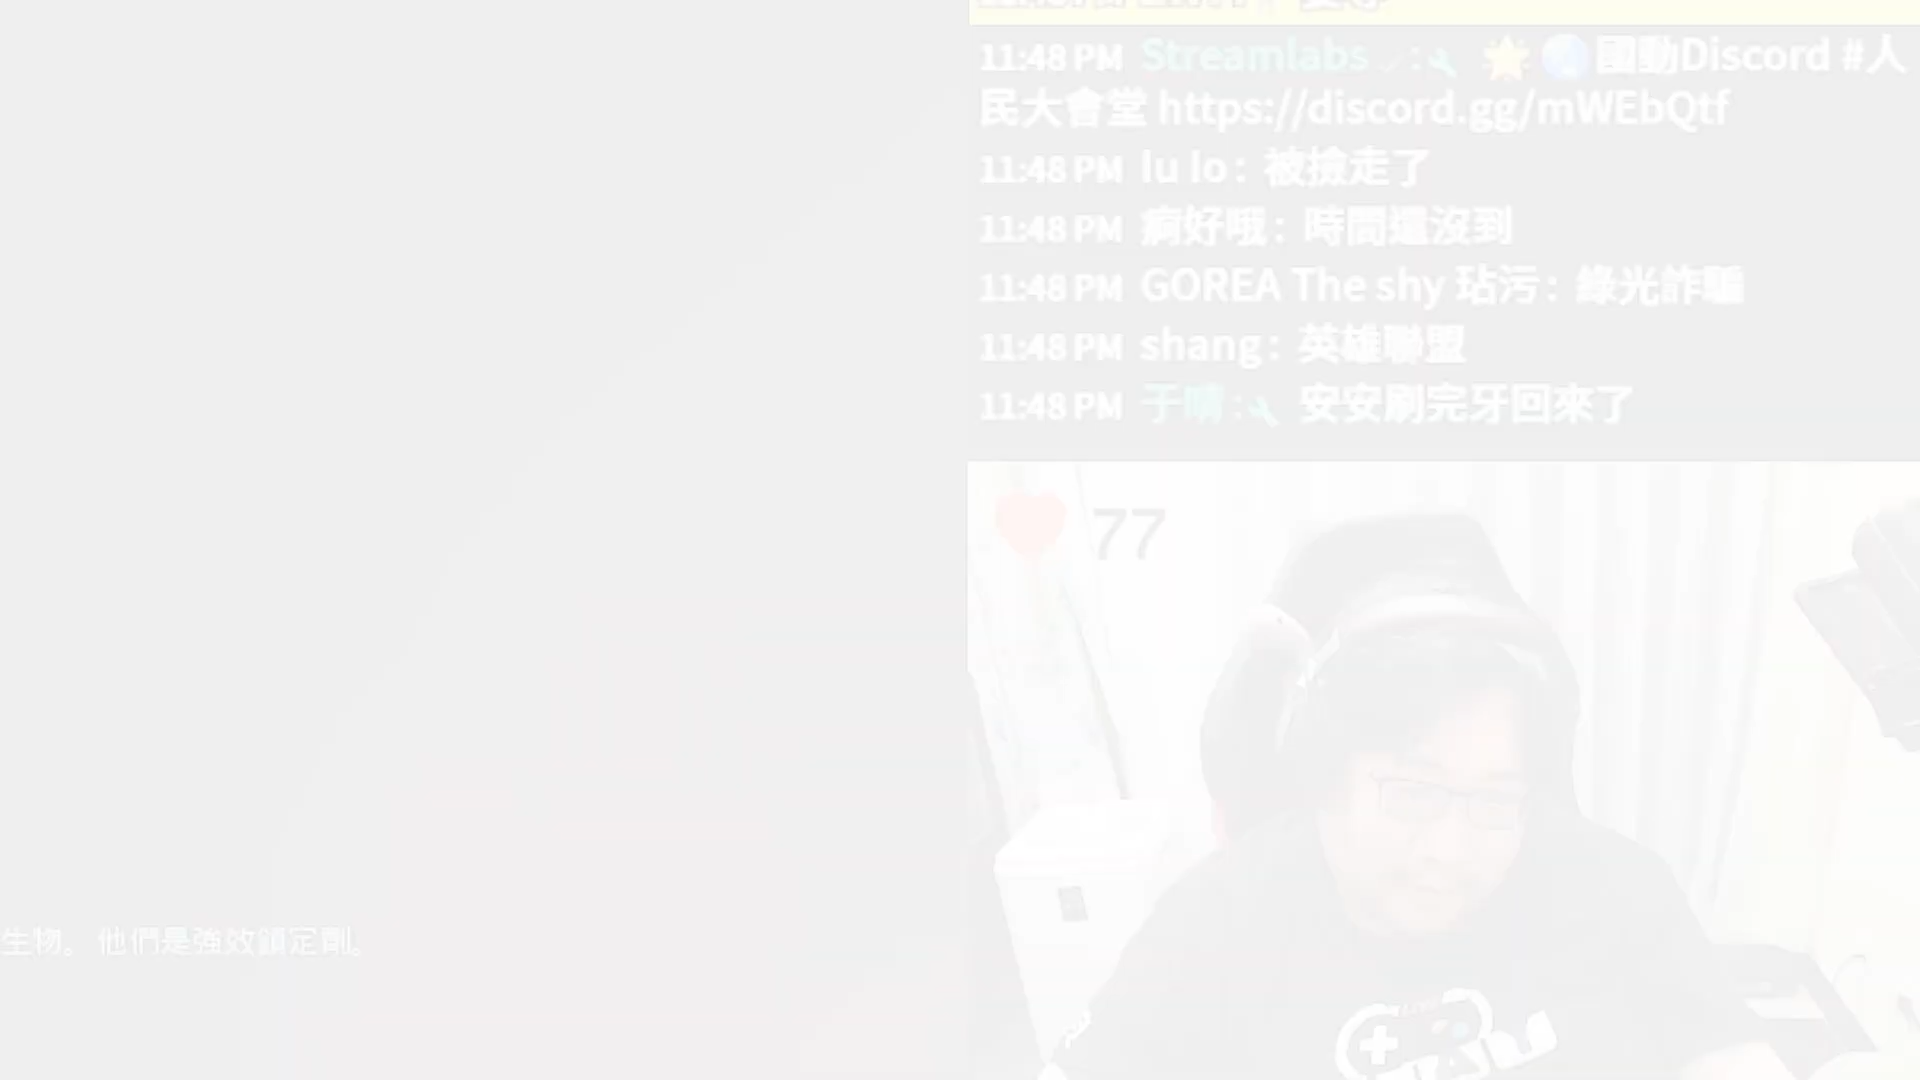 11:48 PM Streamlabs ✓:🔧 🌟 🌏國動Discord #人
民大會堂 https://discord.gg/mWEbQtf
11:48 PM lu lo: 被撿走了
11:48 PM 痾好哦: 時間還沒到
11:48 PM GOREA The shy 玷污: 綠光詐騙
11:48 PM shang: 英雄聯盟
11:48 PM 于晴:🔧 安安刷完牙回來了
77
生物。 他們是強效鎮定劑。